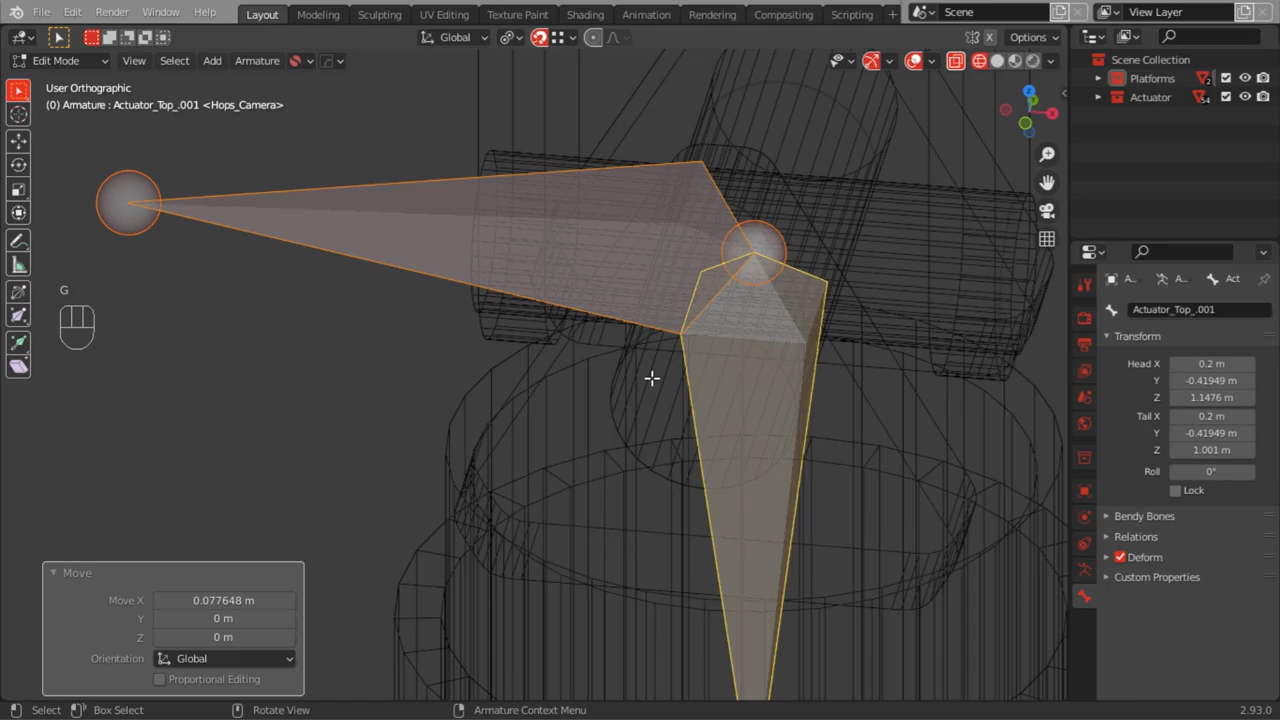 File Edit Render Window Help Layout Modeling Sculpting UV Editing Texture Paint Shading Animation Rendering Compositing Scripting + Scene View Layer
Global X Options
Edit Mode View Select Add Armature
User Orthographic
(0) Armature : Actuator_Top_.001 <Hops_Camera>
Z
X
G
Move
Move X 0.077648 m
Y 0 m
Z 0 m
Orientation Global
Proportional Editing
Scene Collection
Platforms 2
Actuator 54
A.. A.. Act
Actuator_Top_.001
Transform
Head X 0.2 m
Y -0.41949 m
Z 1.1476 m
Tail X 0.2 m
Y -0.41949 m
Z 1.001 m
Roll 0°
Lock
Bendy Bones
Relations
Deform
Custom Properties
Select Box Select Rotate View Armature Context Menu 2.93.0